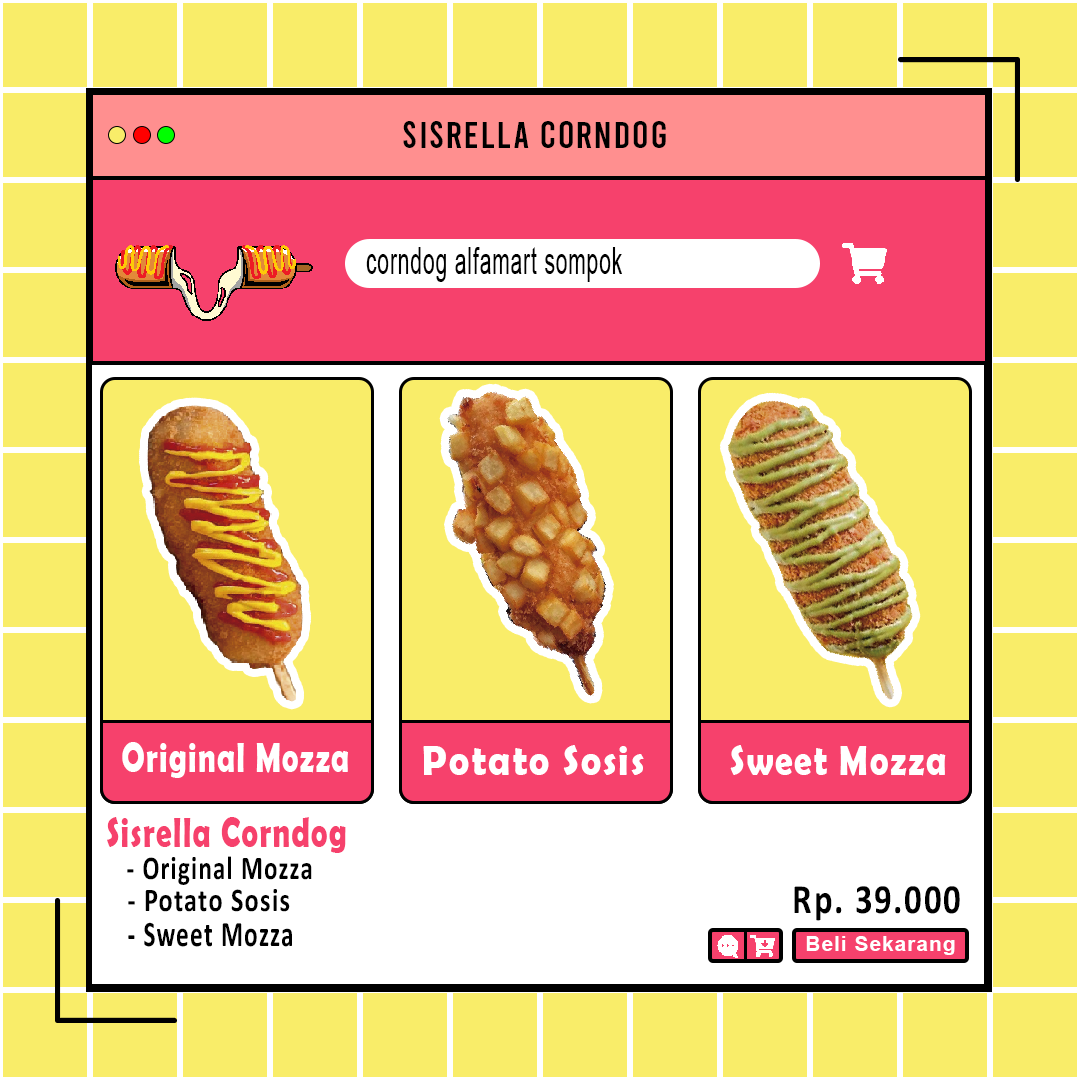 SISRELLA CORNDOG
corndog alfamart sompok
Original Mozza
Potato Sosis
Sweet Mozza
Sisrella Corndog
- Original Mozza
- Potato Sosis
- Sweet Mozza
Rp. 39.000
Beli Sekarang